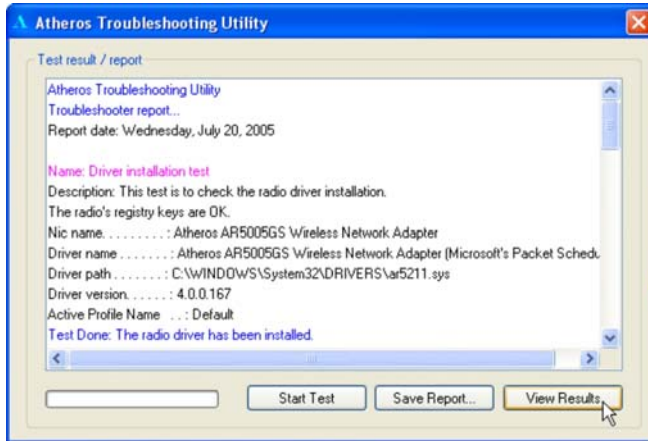 Atheros Troubleshooting Utility
Test result / report
Atheros Troubleshooting Utility
Troubleshooter report...
Report date: Wednesday, July 20, 2005
Name: Driver installation test
Description: This test is to check the radio driver installation.
The radio's registry keys are OK.
Nic name. . . . . . . . . : Atheros AR5005GS Wireless Network Adapter
Driver name . . . . . . . : Atheros AR5005GS Wireless Network Adapter (Microsoft's Packet Schedu
Driver path . . . . . . . : C:\WINDOWS\System32\DRIVERS\ar5211.sys
Driver version. . . . . . : 4.0.0.167
Active Profile Name . . : Default
Test Done: The radio driver has been installed.
Start Test
Save Report...
View Results